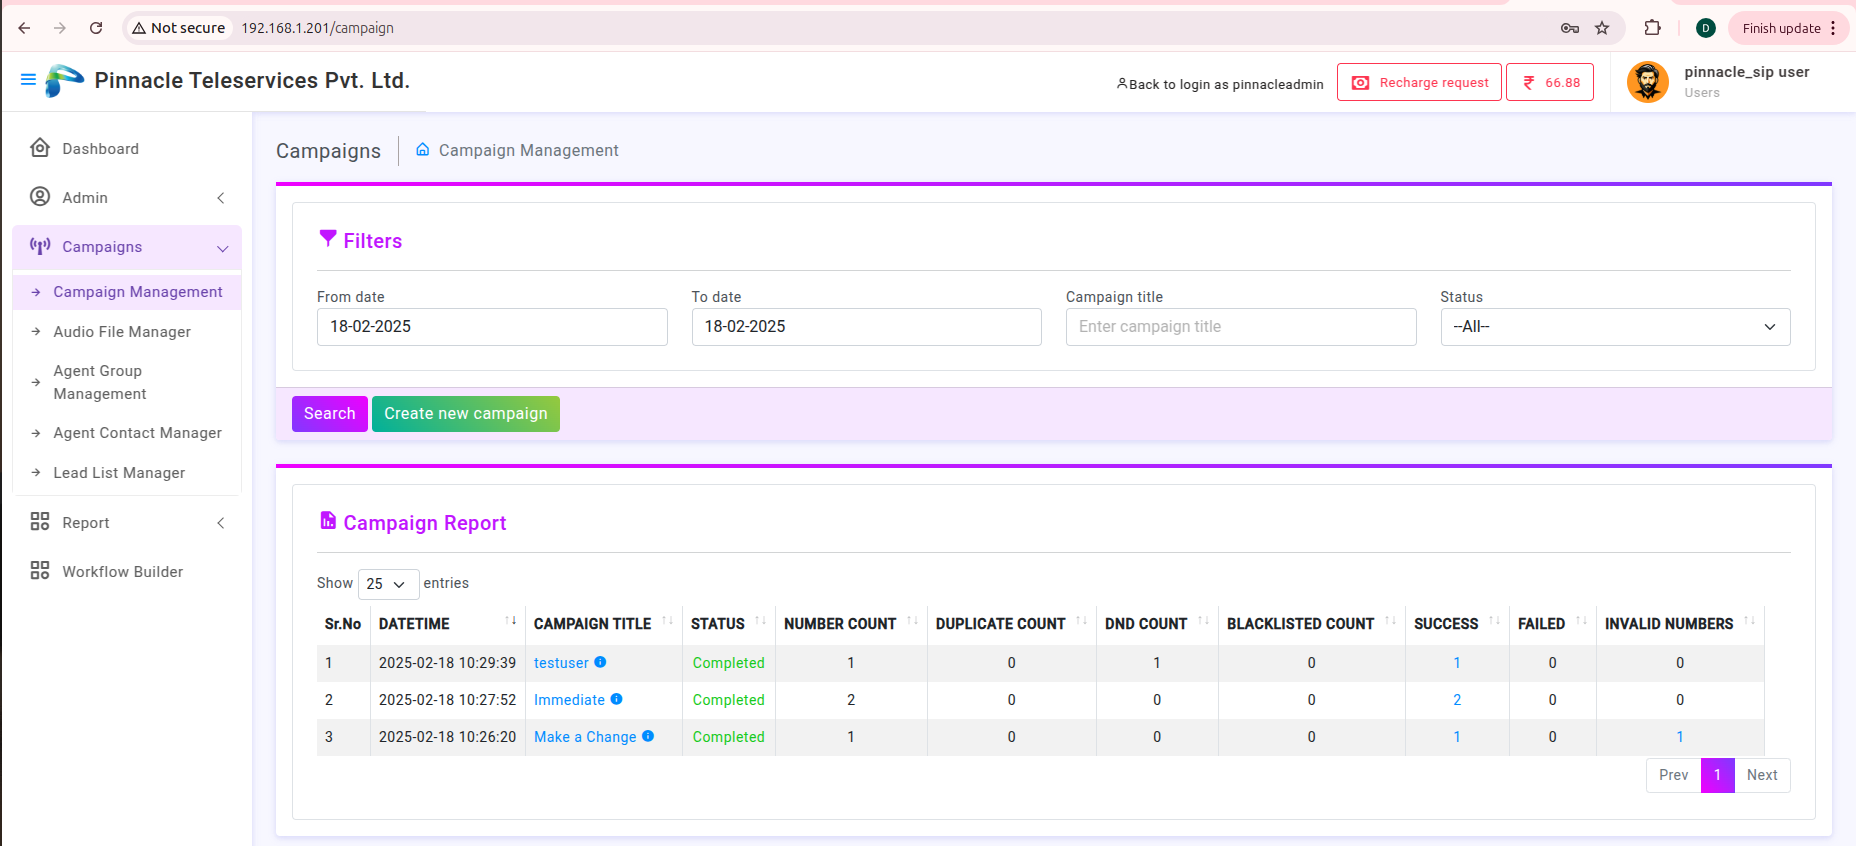 Not secure 192.168.1.201/campaign D Finish update
Pinnacle Teleservices Pvt. Ltd. Back to login as pinnacleadmin Recharge request ₹ 66.88 pinnacle_sip user
Users
Dashboard
Admin
Campaigns
Campaign Management
Audio File Manager
Agent Group
Management
Agent Contact Manager
Lead List Manager
Report
Workflow Builder
Campaigns Campaign Management
Filters
From date To date Campaign title Status
18-02-2025 18-02-2025 Enter campaign title --All--
Search Create new campaign
Campaign Report
Show 25 entries
Sr.No DATETIME CAMPAIGN TITLE STATUS NUMBER COUNT DUPLICATE COUNT DND COUNT BLACKLISTED COUNT SUCCESS FAILED INVALID NUMBERS
1 2025-02-18 10:29:39 testuser Completed 1 0 1 0 1 0 0
2 2025-02-18 10:27:52 Immediate Completed 2 0 0 0 2 0 0
3 2025-02-18 10:26:20 Make a Change Completed 1 0 0 0 1 0 1
Prev 1 Next